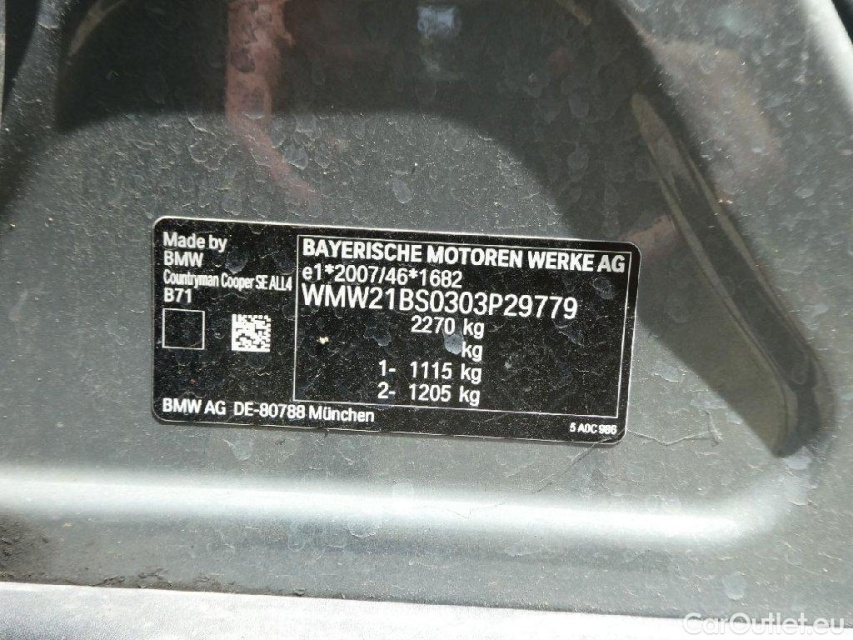 Made by
BMW
Countryman Cooper SE ALL4
B71
BAYERISCHE MOTOREN WERKE AG
e1*2007/46*1682
WMW21BS0303P29779
2270 kg
kg
1- 1115 kg
2- 1205 kg
BMW AG DE-80788 München
5 A0C 986
CarOutlet.eu